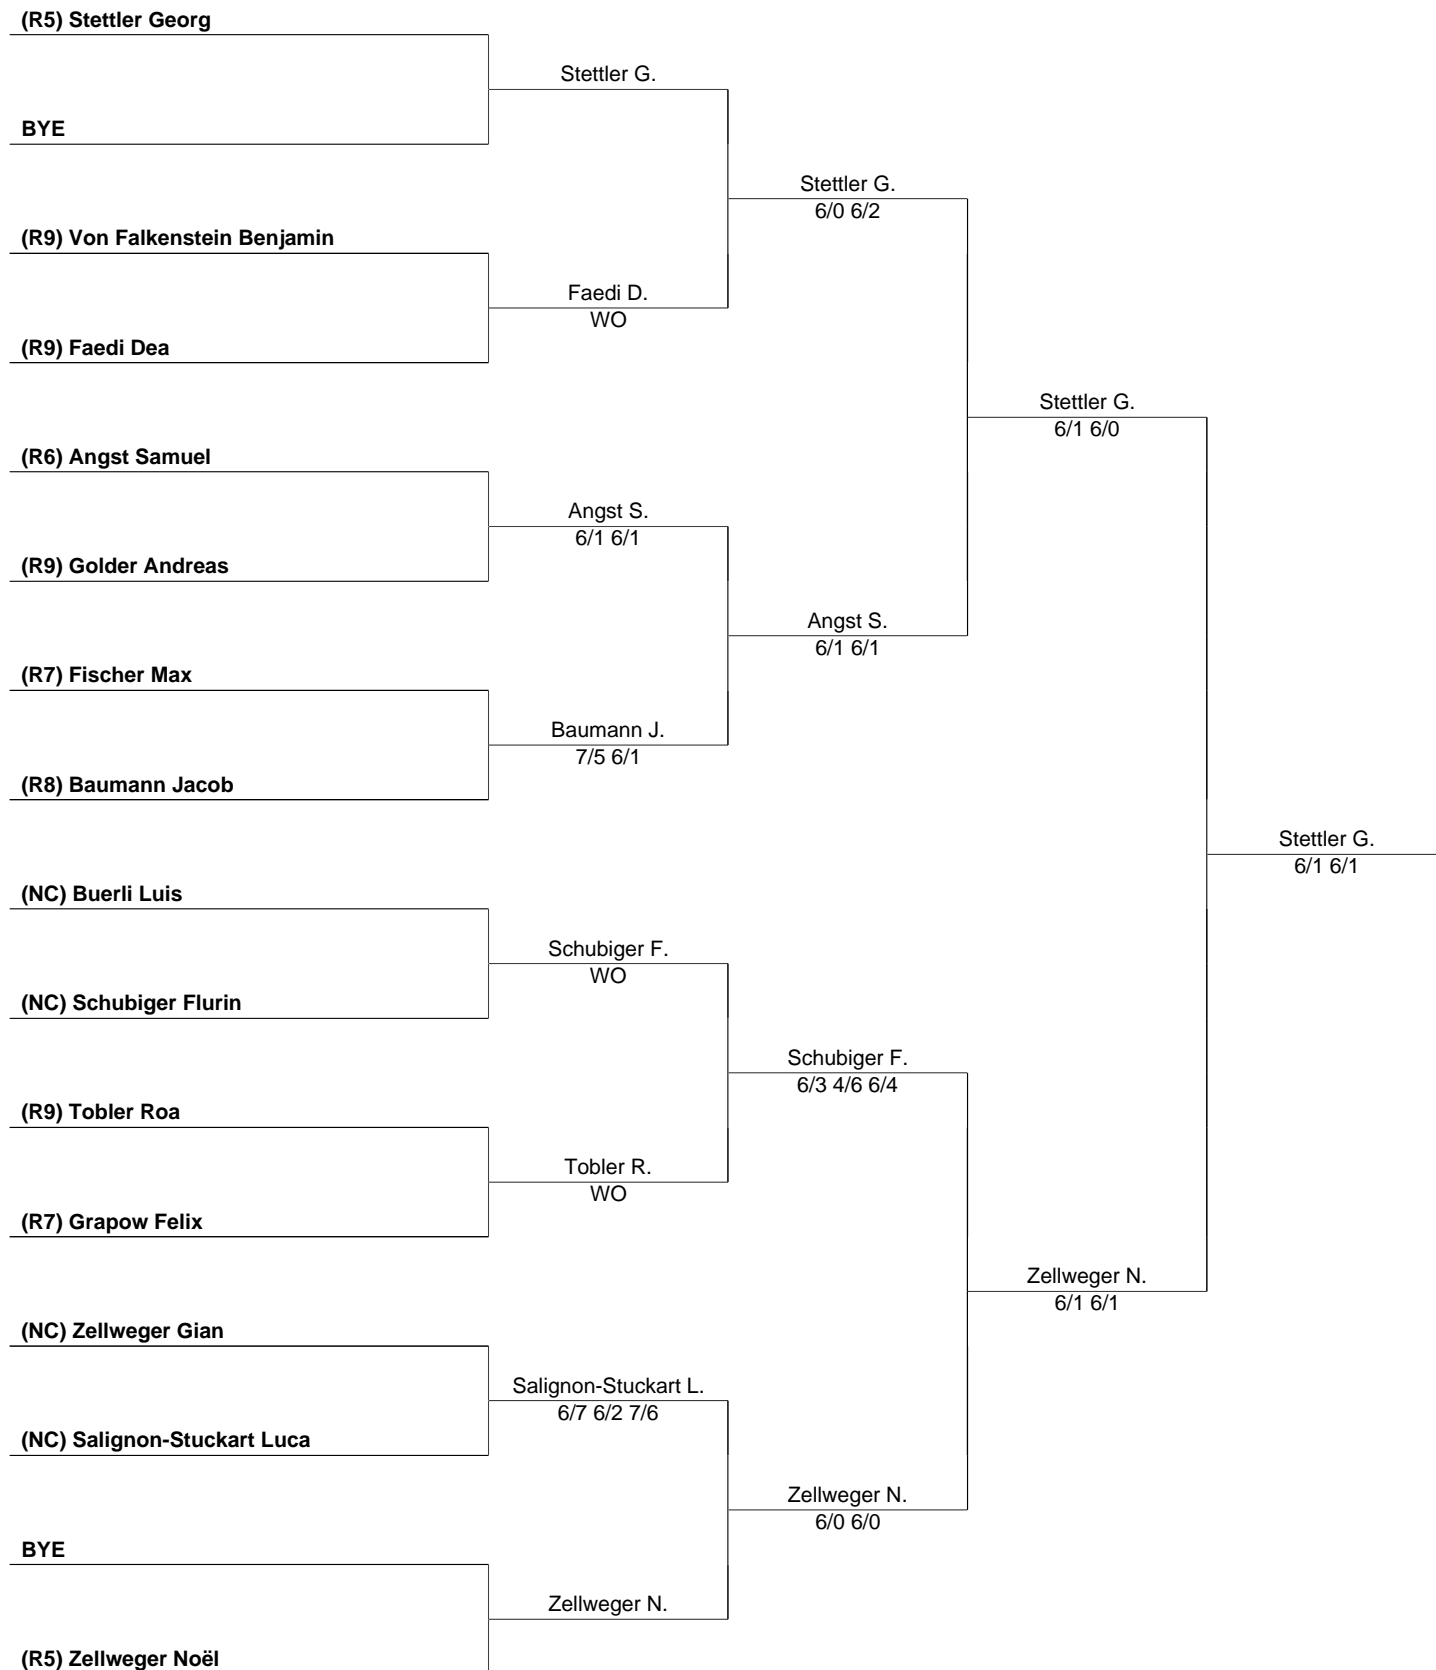 (R5) Stettler Georg
Stettler G.
BYE
Stettler G.
6/0 6/2
(R9) Von Falkenstein Benjamin
Faedi D.
WO
(R9) Faedi Dea
Stettler G.
6/1 6/0
(R6) Angst Samuel
Angst S.
6/1 6/1
(R9) Golder Andreas
Angst S.
6/1 6/1
(R7) Fischer Max
Baumann J.
7/5 6/1
(R8) Baumann Jacob
Stettler G.
6/1 6/1
(NC) Buerli Luis
Schubiger F.
WO
(NC) Schubiger Flurin
Schubiger F.
6/3 4/6 6/4
(R9) Tobler Roa
Tobler R.
WO
(R7) Grapow Felix
Zellweger N.
6/1 6/1
(NC) Zellweger Gian
Salignon-Stuckart L.
6/7 6/2 7/6
(NC) Salignon-Stuckart Luca
Zellweger N.
6/0 6/0
BYE
Zellweger N.
(R5) Zellweger Noël